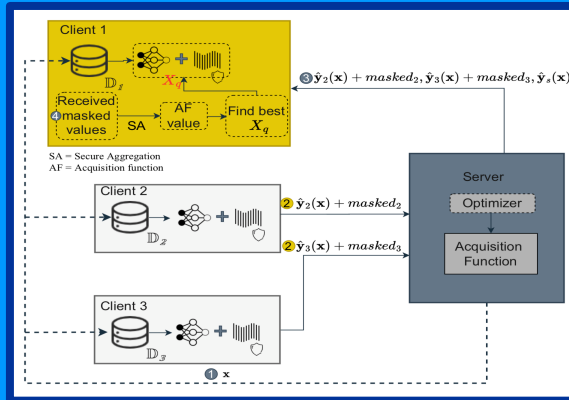 Client 1
𝔻₁
X_q
③ ŷ₂(x) + masked₂, ŷ₃(x) + masked₃, ŷₛ(x)
④ Received masked values
SA
AF value
Find best X_q
SA = Secure Aggregation
AF = Acquisition function
Server
Optimizer
Acquisition Function
Client 2
𝔻₂
② ŷ₂(x) + masked₂
② ŷ₃(x) + masked₃
Client 3
𝔻₃
① x